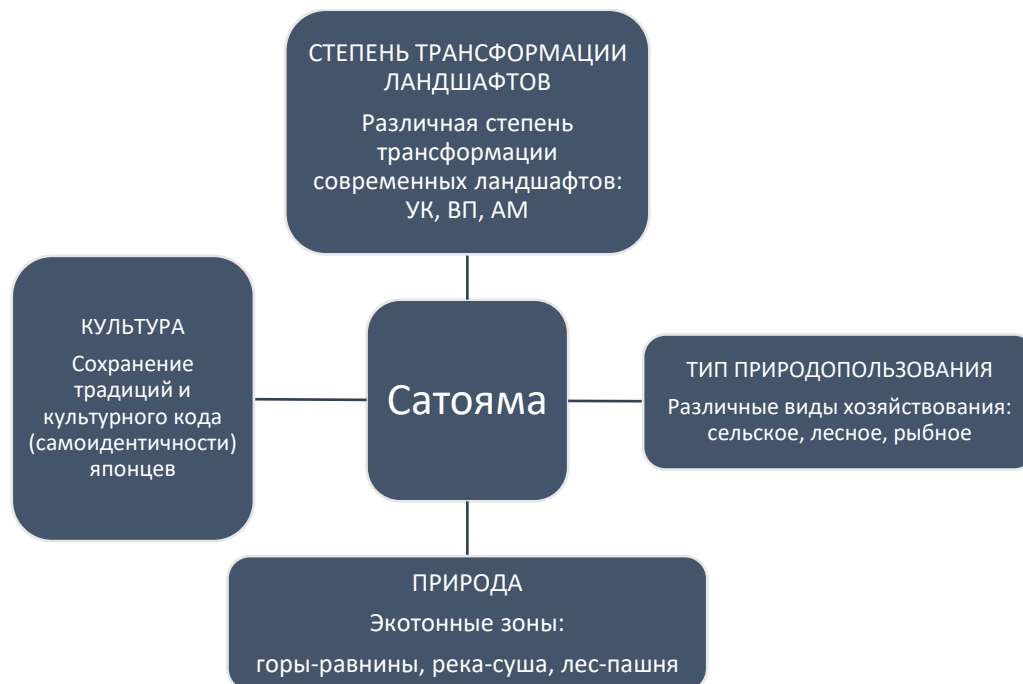 СТЕПЕНЬ ТРАНСФОРМАЦИИ
ЛАНДШАФТОВ
Различная степень
трансформации
современных ландшафтов:
УК, ВП, АМ
КУЛЬТУРА
Сохранение
традиций и
культурного кода
(самоидентичности)
японцев
Сатояма
ТИП ПРИРОДОПОЛЬЗОВАНИЯ
Различные виды хозяйствования:
сельское, лесное, рыбное
ПРИРОДА
Экотонные зоны:
горы-равнины, река-суша, лес-пашня